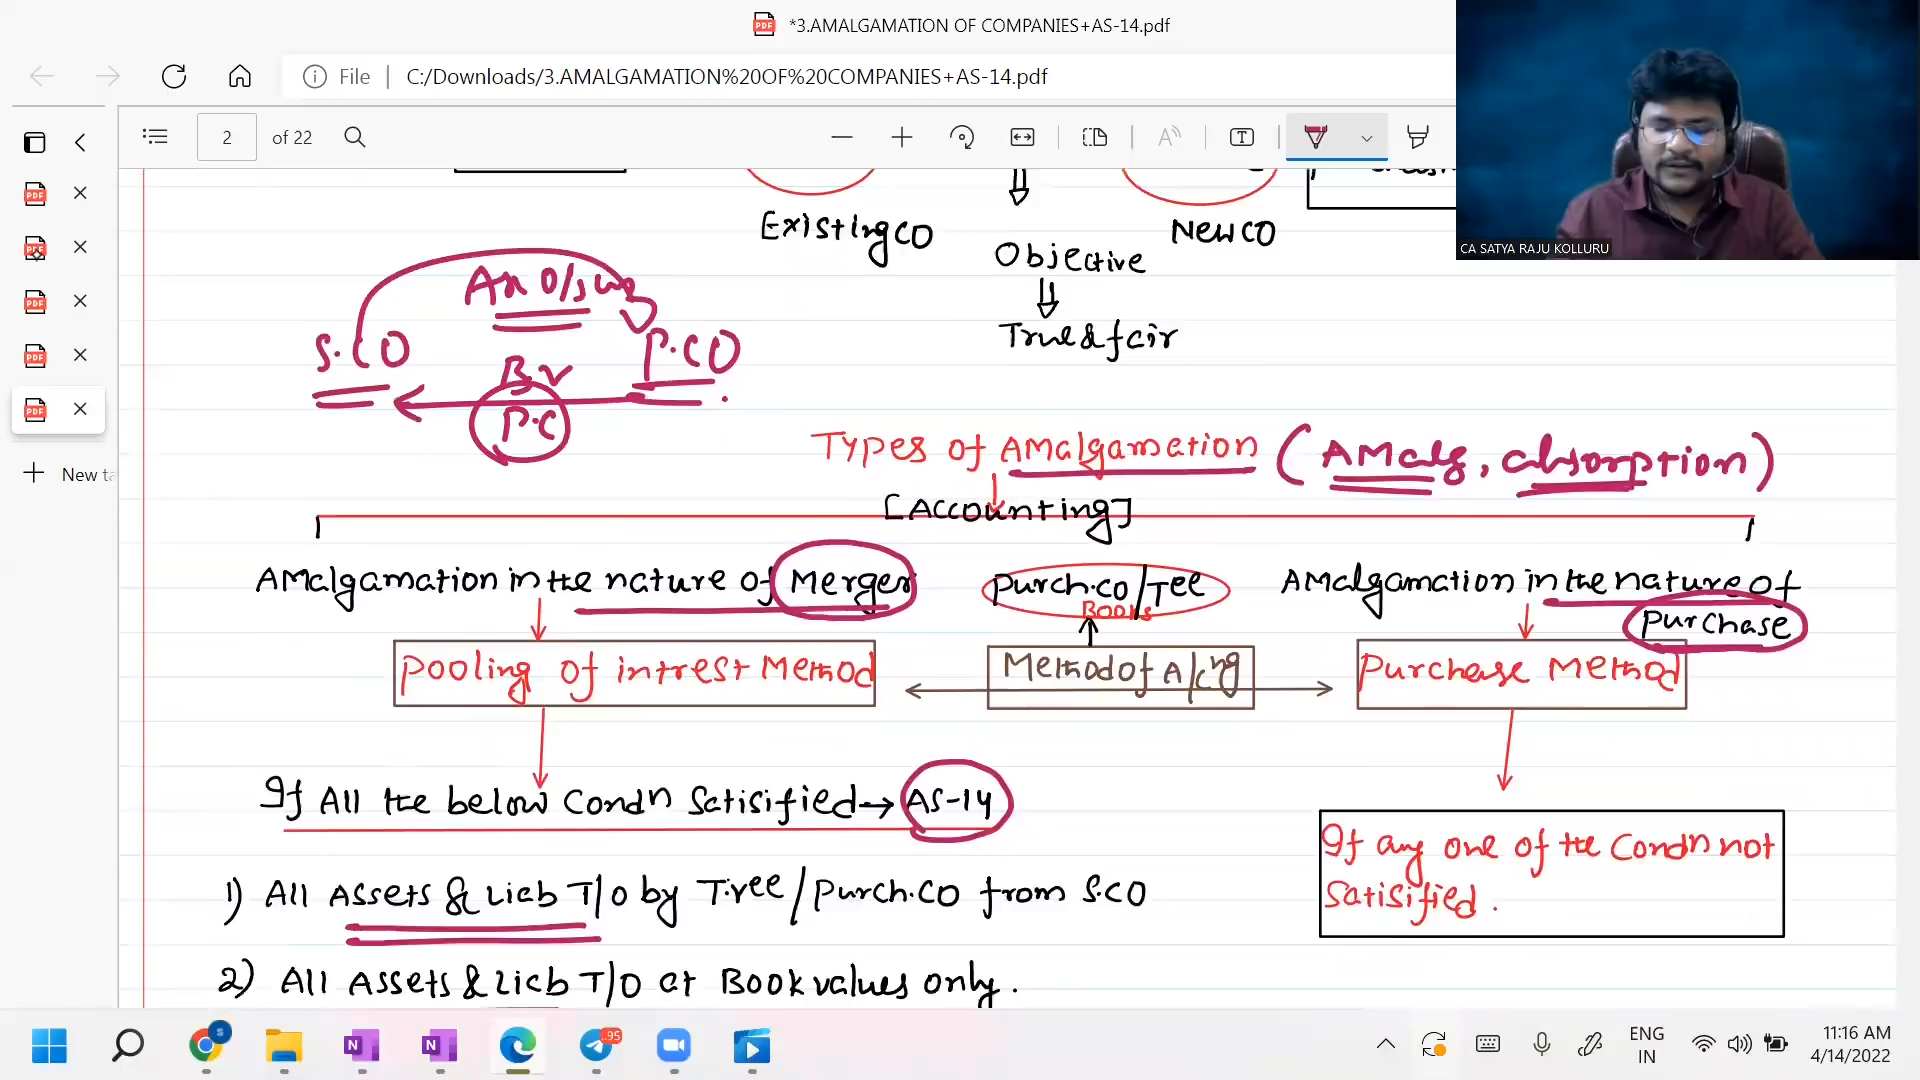 *3.AMALGAMATION OF COMPANIES+AS-14.pdf
File C:/Downloads/3.AMALGAMATION%20OF%20COMPANIES+AS-14.pdf
2 of 22
CA SATYA RAJU KOLLURU
New ta
Existing CO
New CO
Objective
True & fair
S.CO
P.CO
B.V
P.C
Types of Amalgamation (Amalg, absorption)
[Accounting]
Amalgamation in the nature of Merger
Purch.co/Tee
Books
Amalgamation in the nature of
Purchase
Pooling of intrest Method
Method of A/cing
Purchase Method
If All the below Condn Satisified → AS-14
If any one of the Condn not
Satisified.
1) All Assets & Liab T/o by T.ree/Purch.co from S.CO
2) All Assets & Liab T/o at Book values only.
95
ENG
IN
11:16 AM
4/14/2022